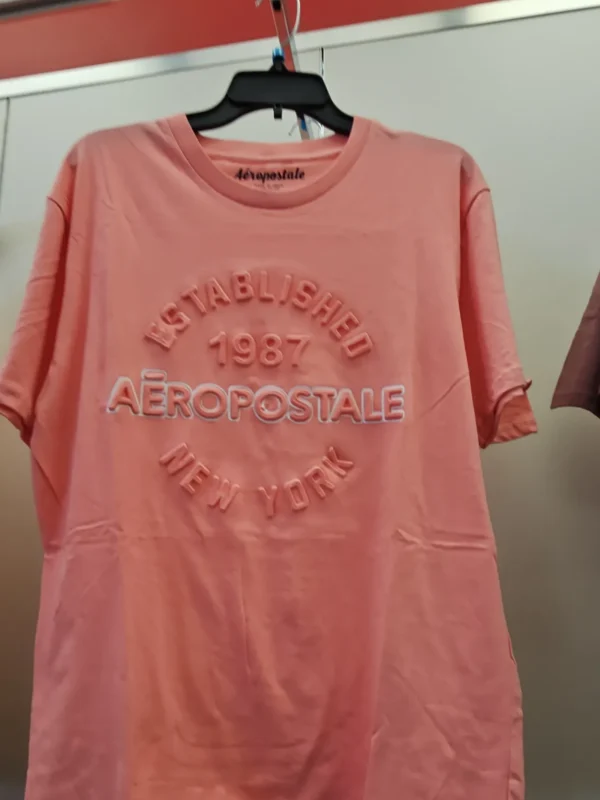 Aéropostale
ESTABLISHED
1987
AĒROPOSTALE
NEW YORK